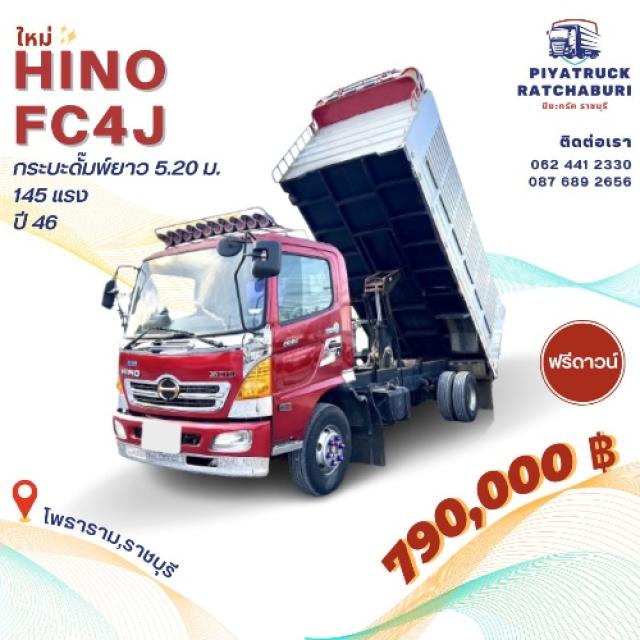 ใหม่
HINO
FC4J
กระบะดั๊มพ์ยาว 5.20 ม.
145 แรง
ปี 46
PIYATRUCK
RATCHABURI
ปิยะทรัค ราชบุรี
ติดต่อเรา
062 441 2330
087 689 2656
HINO
ฟรีดาวน์
790,000 ฿
โพธาราม,ราชบุรี